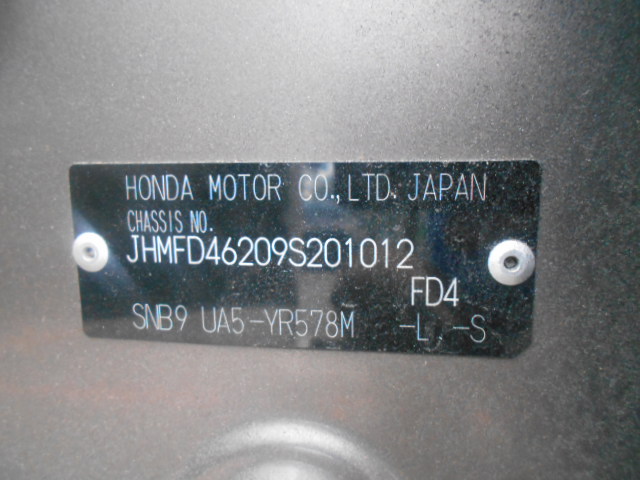 HONDA MOTOR CO.,LTD. JAPAN
CHASSIS NO.
JHMFD46209S201012
FD4
SNB9 UA5-YR578M -L.-S